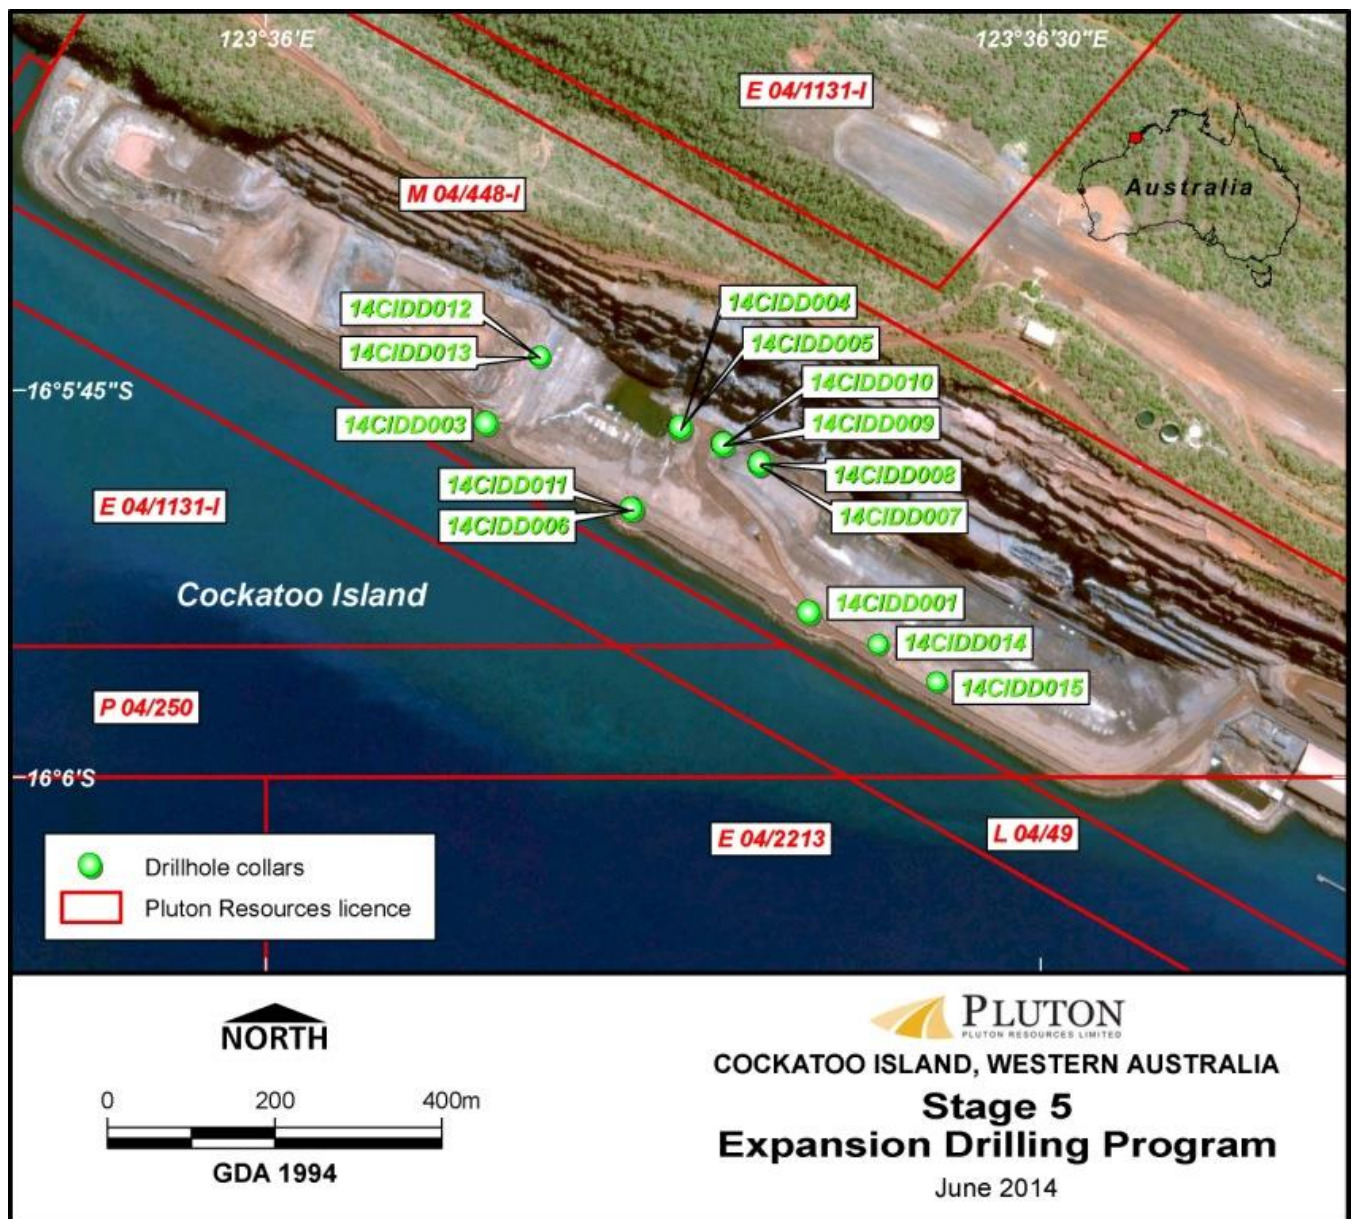 123°36'E
123°36'30"E
E 04/1131-I
M 04/448-I
Australia
14CIDD012
14CIDD004
14CIDD013
14CIDD005
14CIDD010
16°5'45"S
14CIDD003
14CIDD009
14CIDD011
14CIDD008
E 04/1131-I
14CIDD006
14CIDD007
Cockatoo Island
14CIDD001
14CIDD014
14CIDD015
P 04/250
16°6'S
E 04/2213
L 04/49
Drillhole collars
Pluton Resources licence
NORTH
0 200 400m
GDA 1994
PLUTON
PLUTON RESOURCES LIMITED
COCKATOO ISLAND, WESTERN AUSTRALIA
Stage 5
Expansion Drilling Program
June 2014